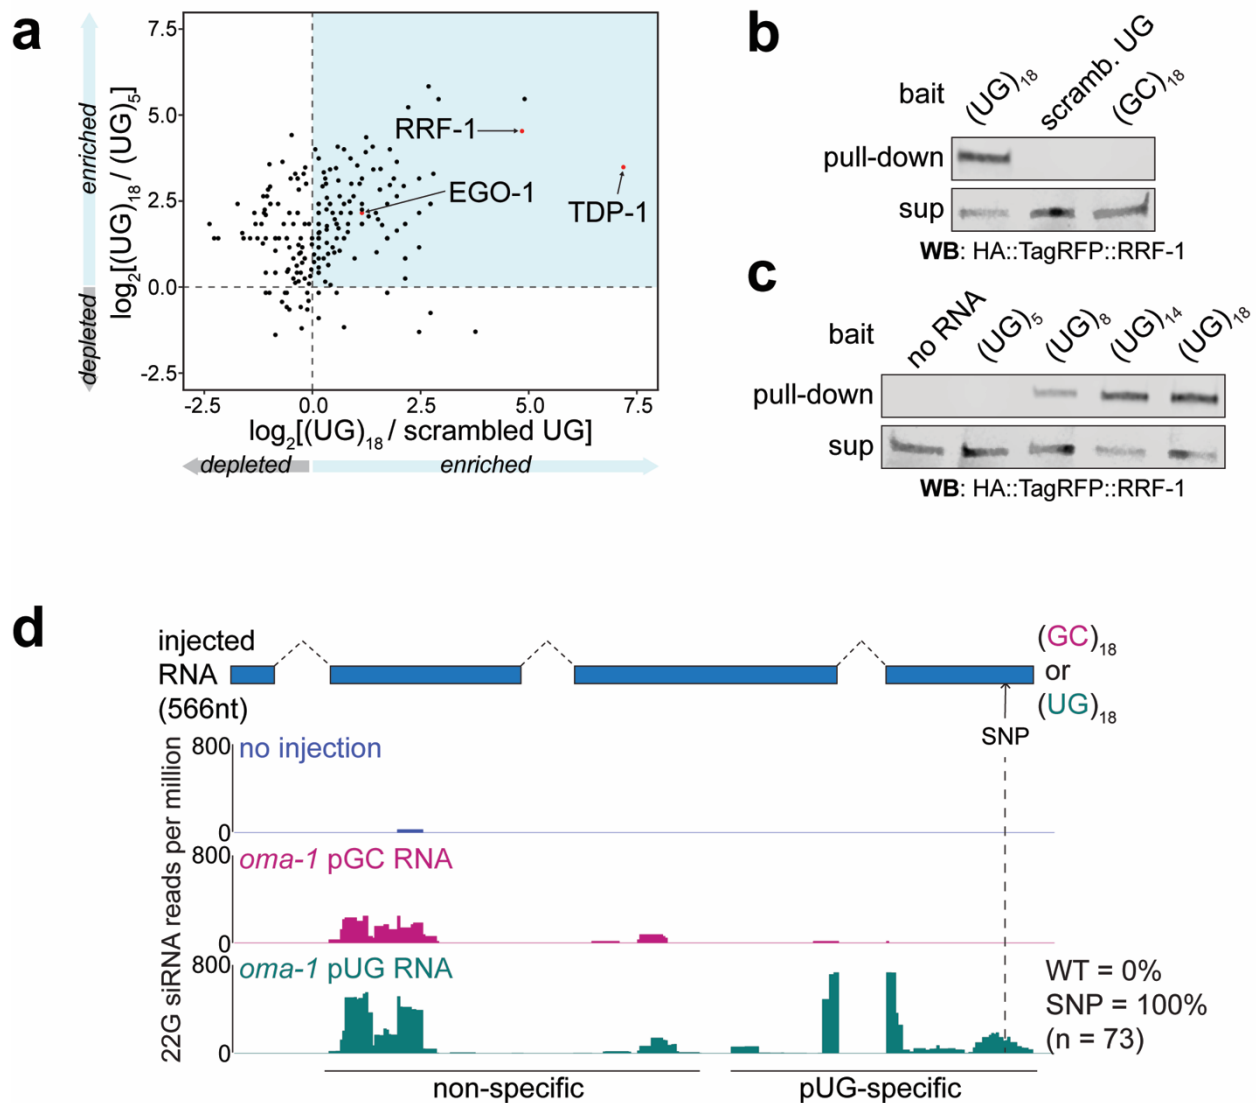 a
7.5
5.0
2.5
0.0
-2.5
-2.5
0.0
2.5
5.0
7.5
enriched
depleted
log2[(UG)18 / (UG)5]
RRF-1
EGO-1
TDP-1
log2[(UG)18 / scrambled UG]
depleted
enriched
b
bait
(UG)18
scramb. UG
(GC)18
pull-down
sup
WB: HA::TagRFP::RRF-1
c
bait
no RNA
(UG)5
(UG)8
(UG)14
(UG)18
pull-down
sup
WB: HA::TagRFP::RRF-1
d
injected
RNA
(566nt)
(GC)18
or
(UG)18
SNP
22G siRNA reads per million
800
no injection
0
800
oma-1 pGC RNA
0
800
oma-1 pUG RNA
0
WT = 0%
SNP = 100%
(n = 73)
non-specific
pUG-specific